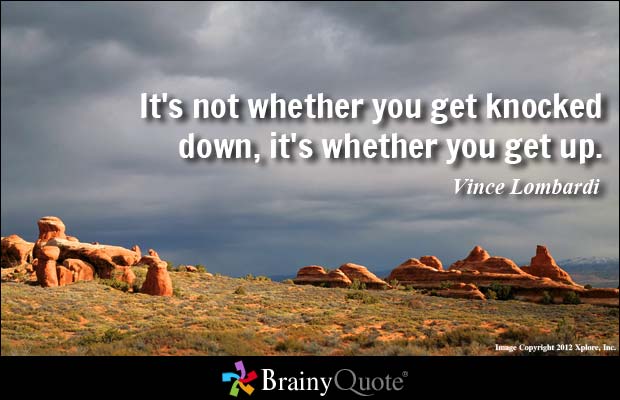 It's not whether you get knocked
down, it's whether you get up.
Vince Lombardi
Image Copyright 2012 Xplore, Inc.
BrainyQuote®